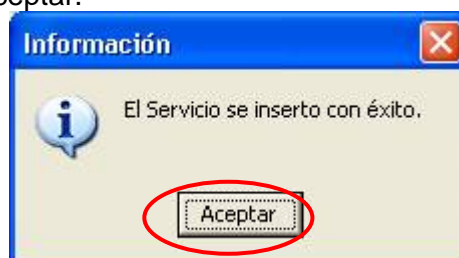 Información
El Servicio se inserto con éxito.
Aceptar